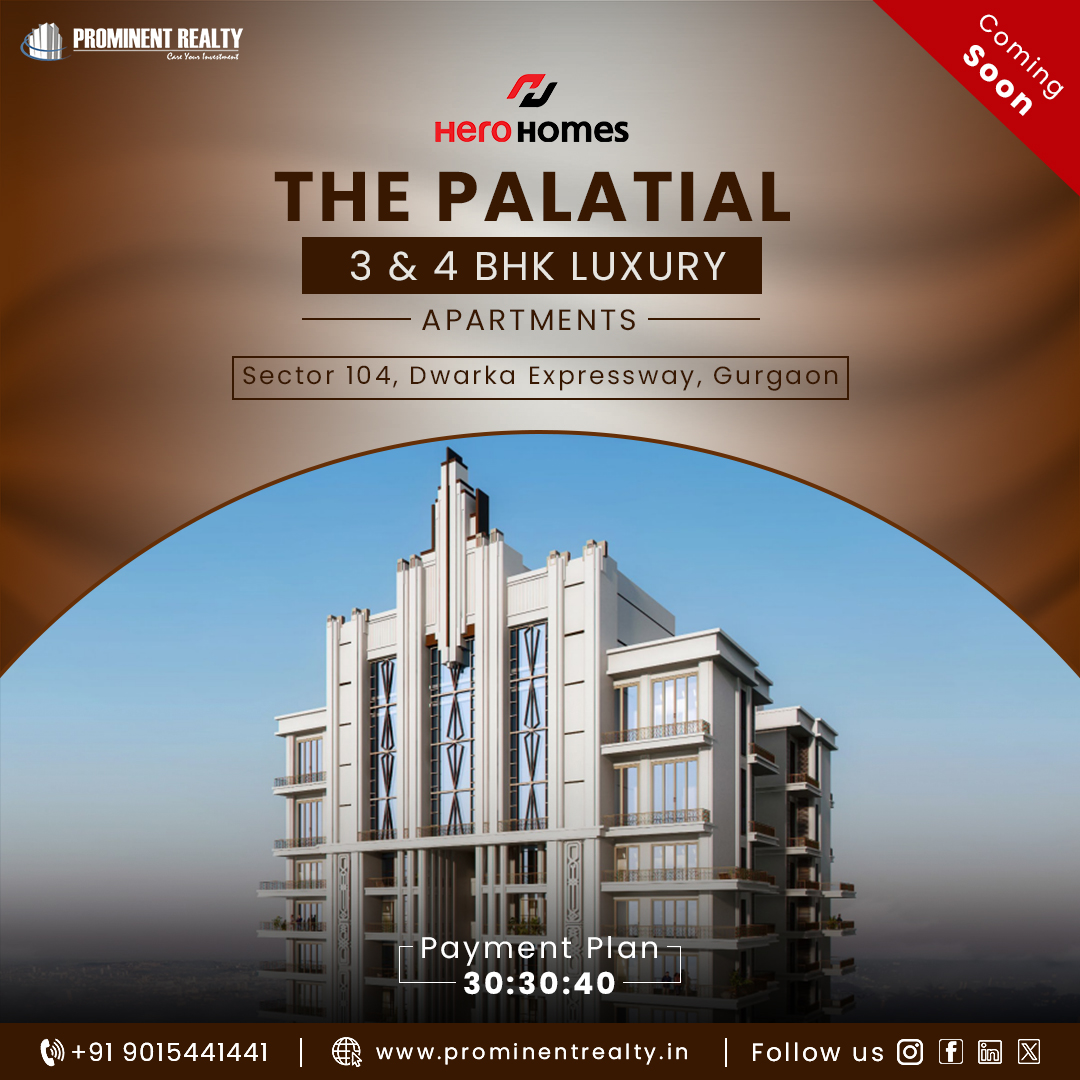 PROMINENT REALTY
Care Your Investment
Coming
Soon
Hero Homes
THE PALATIAL
3 & 4 BHK LUXURY
APARTMENTS
Sector 104, Dwarka Expressway, Gurgaon
Payment Plan
30:30:40
+91 9015441441 | www.prominentrealty.in | Follow us